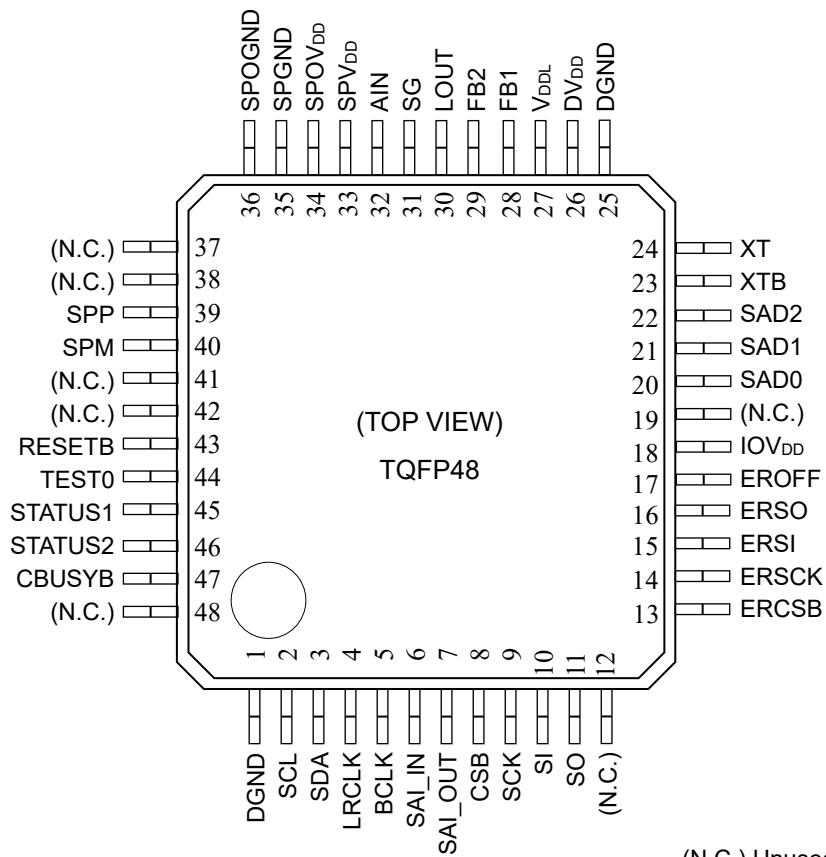 SPOGND
SPGND
SPOVDD
SPVDD
AIN
SG
LOUT
FB2
FB1
VDDL
DVDD
DGND
36 35 34 33 32 31 30 29 28 27 26 25
(N.C.) 37
(N.C.) 38
SPP 39
SPM 40
(N.C.) 41
(N.C.) 42
RESETB 43
TEST0 44
STATUS1 45
STATUS2 46
CBUSYB 47
(N.C.) 48
(TOP VIEW)
TQFP48
24 XT
23 XTB
22 SAD2
21 SAD1
20 SAD0
19 (N.C.)
18 IOVDD
17 EROFF
16 ERSO
15 ERSI
14 ERSCK
13 ERCSB
1 2 3 4 5 6 7 8 9 10 11 12
DGND
SCL
SDA
LRCLK
BCLK
SAI_IN
SAI_OUT
CSB
SCK
SI
SO
(N.C.)